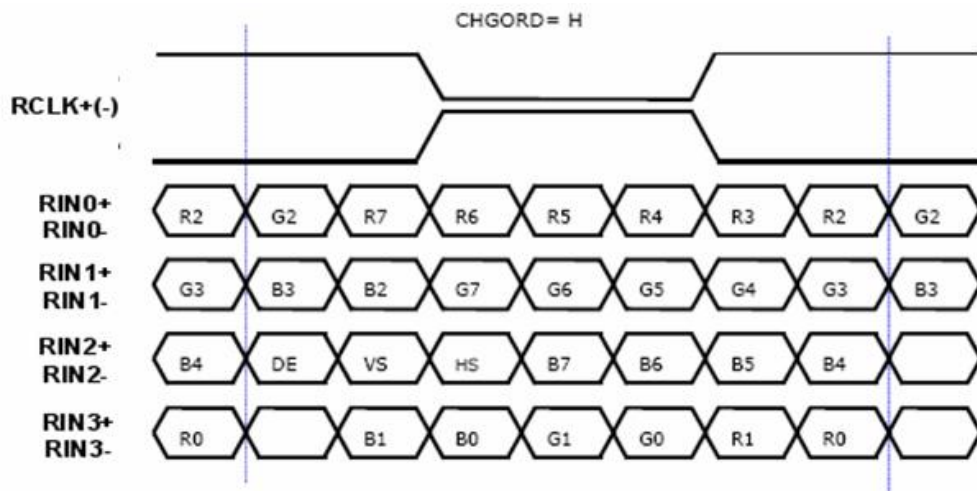 CHGORD= H
RCLK+(-)
RIN0+
RIN0-
R2 G2 R7 R6 R5 R4 R3 R2 G2
RIN1+
RIN1-
G3 B3 B2 G7 G6 G5 G4 G3 B3
RIN2+
RIN2-
B4 DE VS HS B7 B6 B5 B4
RIN3+
RIN3-
R0 B1 B0 G1 G0 R1 R0